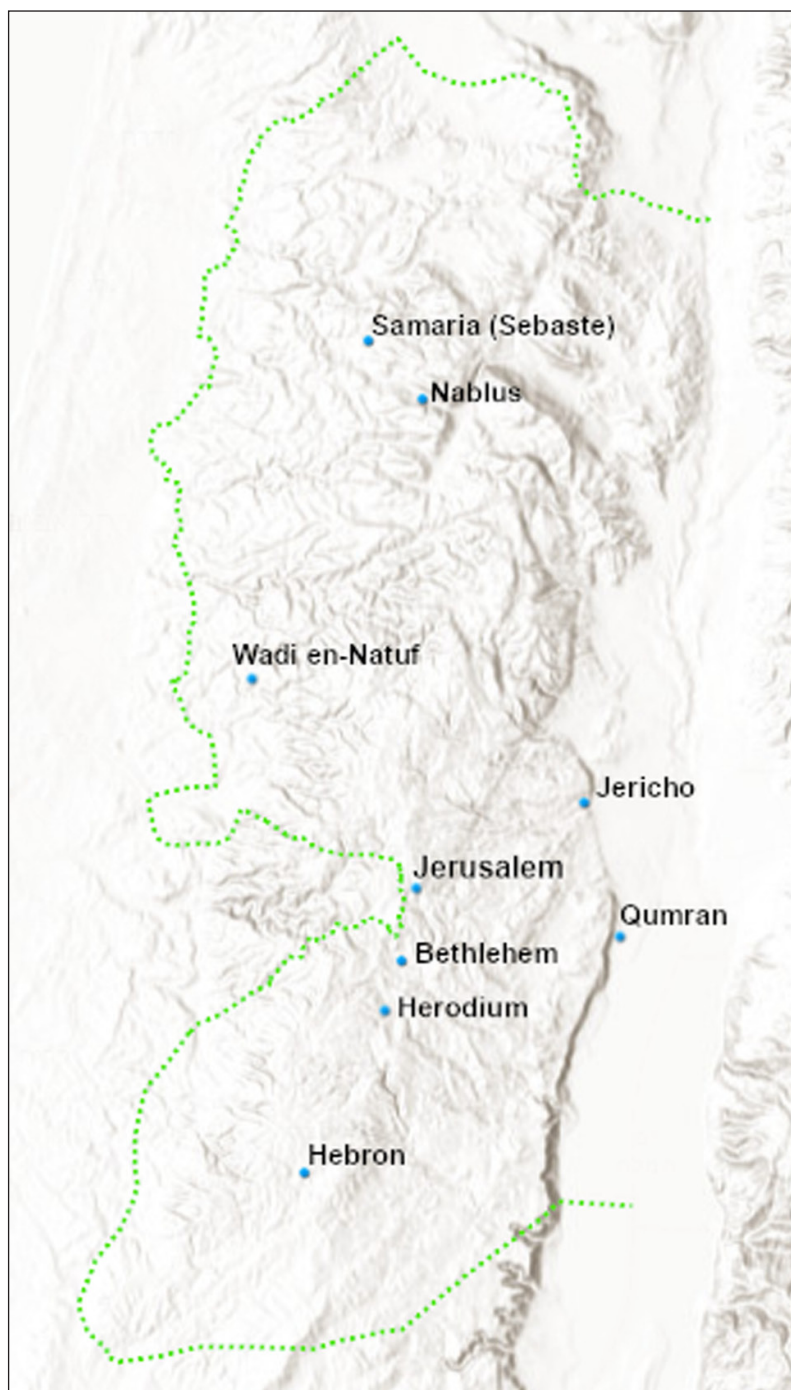 Samaria (Sebaste)
Nablus
Wadi en-Natuf
Jericho
Jerusalem
Qumran
Bethlehem
Herodium
Hebron